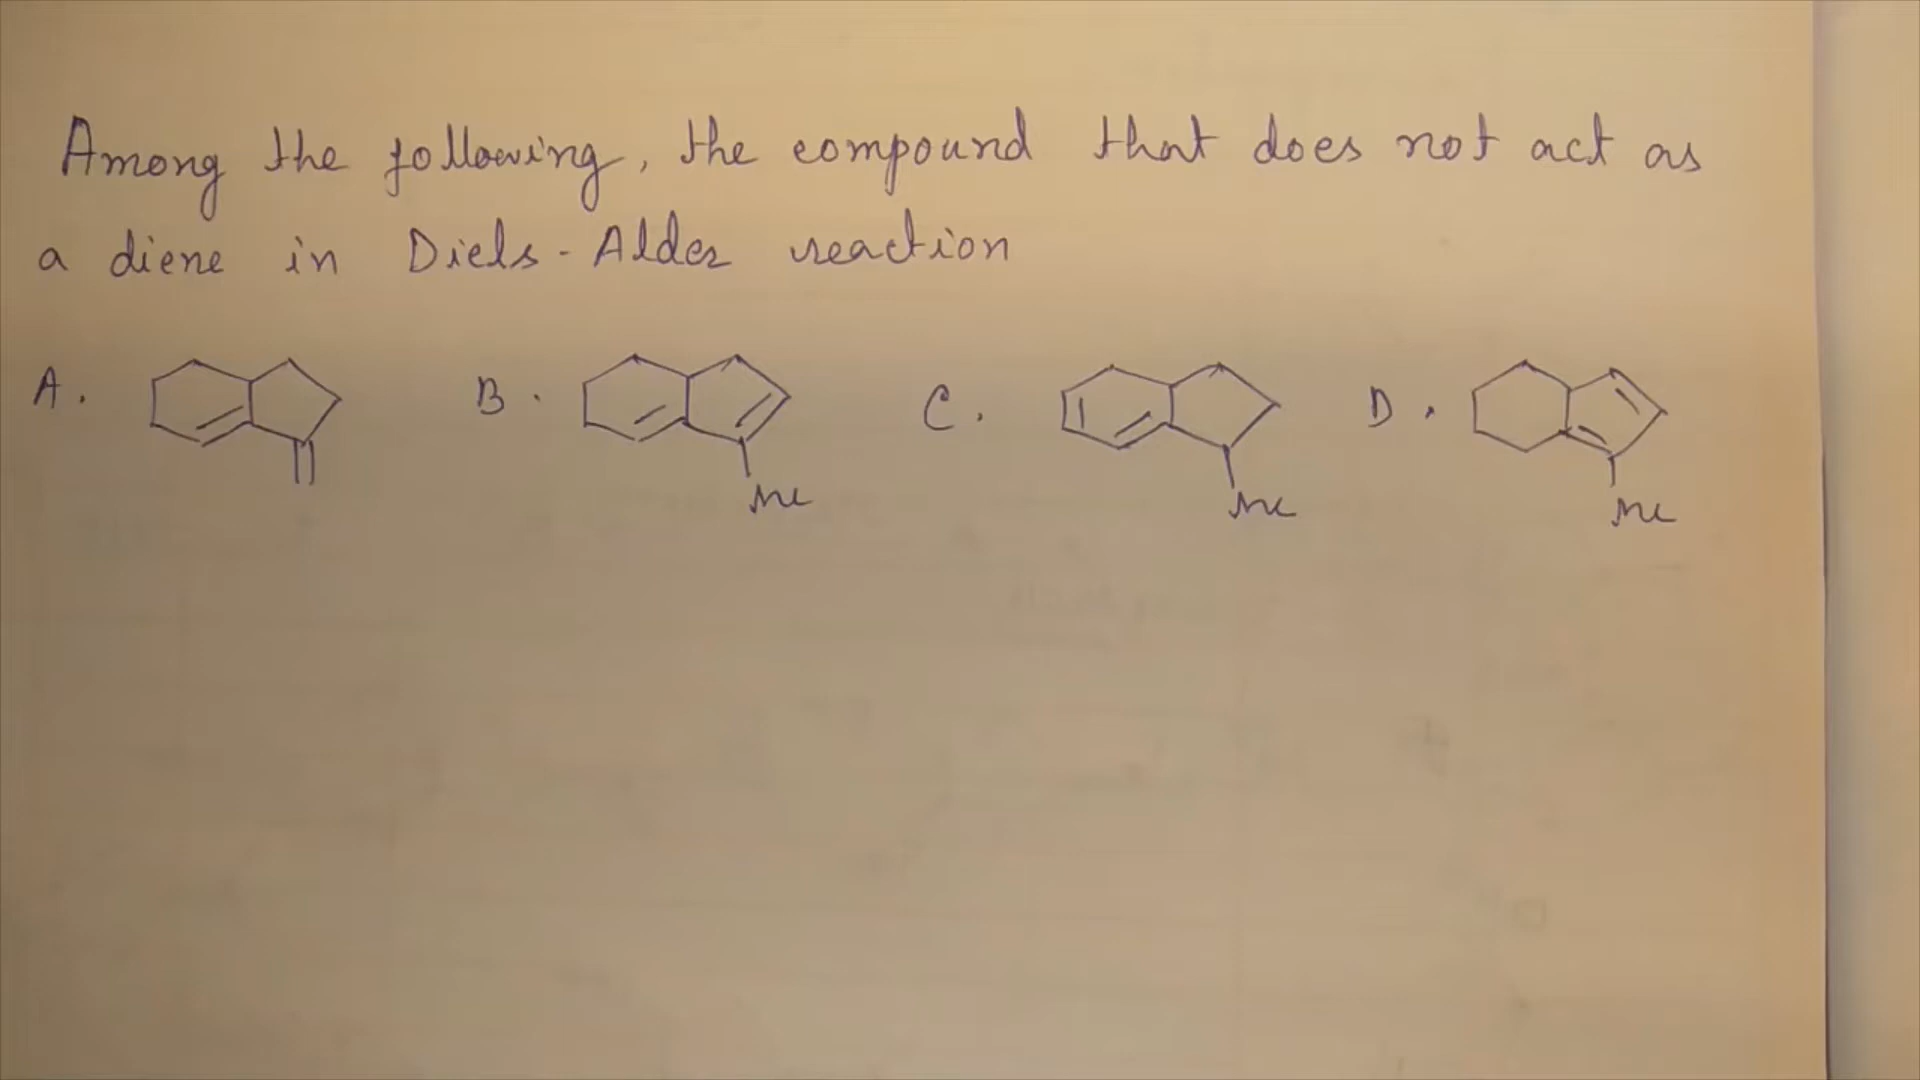 Among the following, the compound that does not act as
a diene in Diels-Alder reaction
A. B. C. D.
Me Me Me